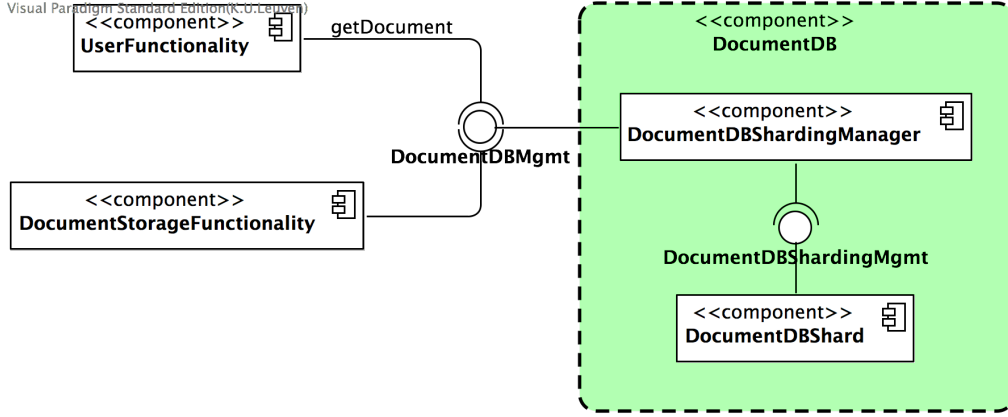 Visual Paradigm Standard Edition(K.U.Leuven)
<<component>>
UserFunctionality
getDocument
<<component>>
DocumentDB
<<component>>
DocumentDBShardingManager
DocumentDBMgmt
<<component>>
DocumentStorageFunctionality
DocumentDBShardingMgmt
<<component>>
DocumentDBShard